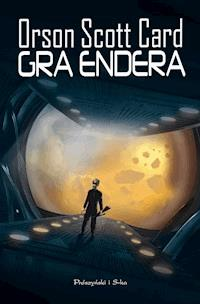 Orson Scott Card
GRA ENDERA
Prószyński i S-ka